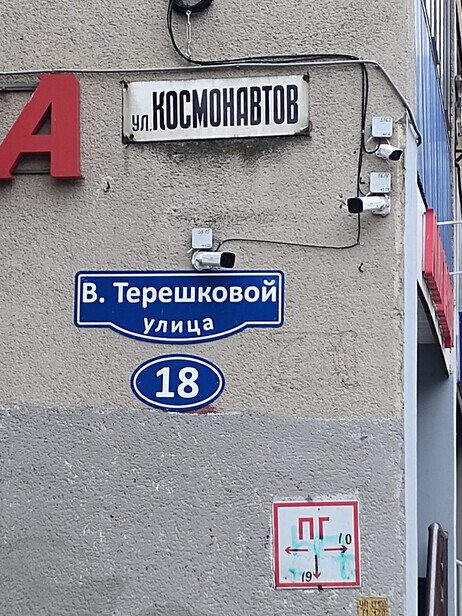 А
ул. КОСМОНАВТОВ
В. Терешковой
улица
18
ПГ
10
19